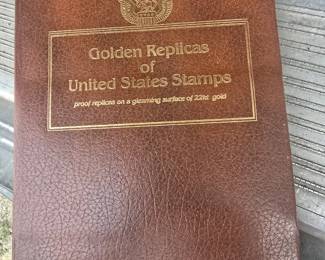 Golden Replicas
of
United States Stamps
proof replicas on a gleaming surface of 22kt gold